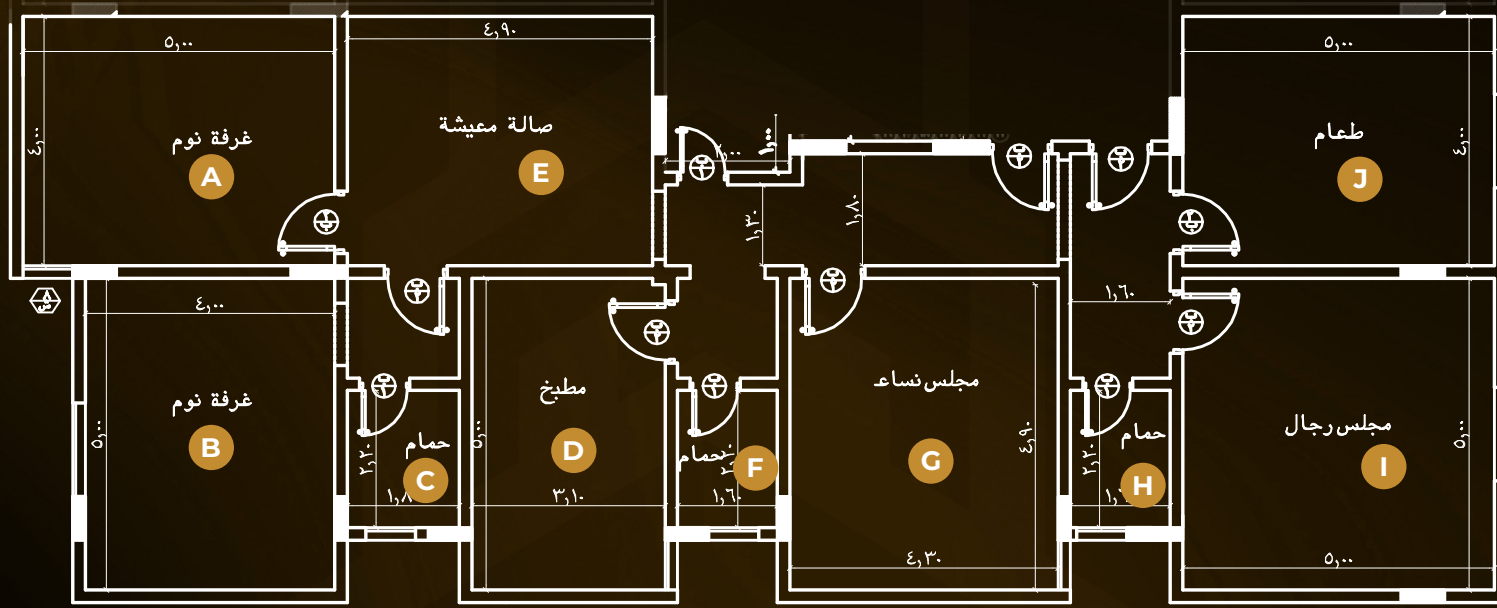 ٥,٠٠
٤,٩٠
٥,٠٠
٤,٠٠
غرفة نوم
A
صالة معيشة
E
١,٠٠
١,٣٠
١,٨٠
طعام
J
٤,٠٠
٤,٠٠
غرفة نوم
B
٥,٠٠
حمام
C
٢,٢٠
مطبخ
D
٥,٠٠
٣,١٠
حمام
F
١,٦٠
مجلس نساء
G
٤,٩٠
٤,٣٠
١,٦٠
حمام
H
٢,٢٠
مجلس رجال
I
٥,٠٠
٥,٠٠